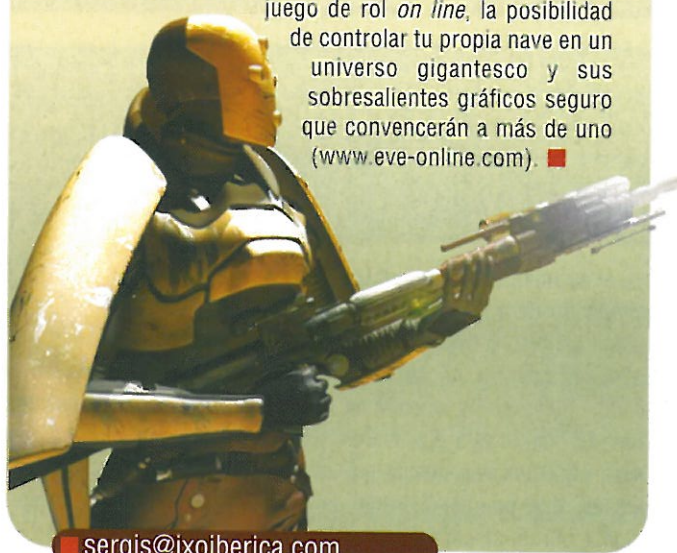 juego de rol on line, la posibilidad
de controlar tu propia nave en un
universo gigantesco y sus
sobresalientes gráficos seguro
que convencerán a más de uno
(www.eve-online.com).
sergis@ixoiberica.com